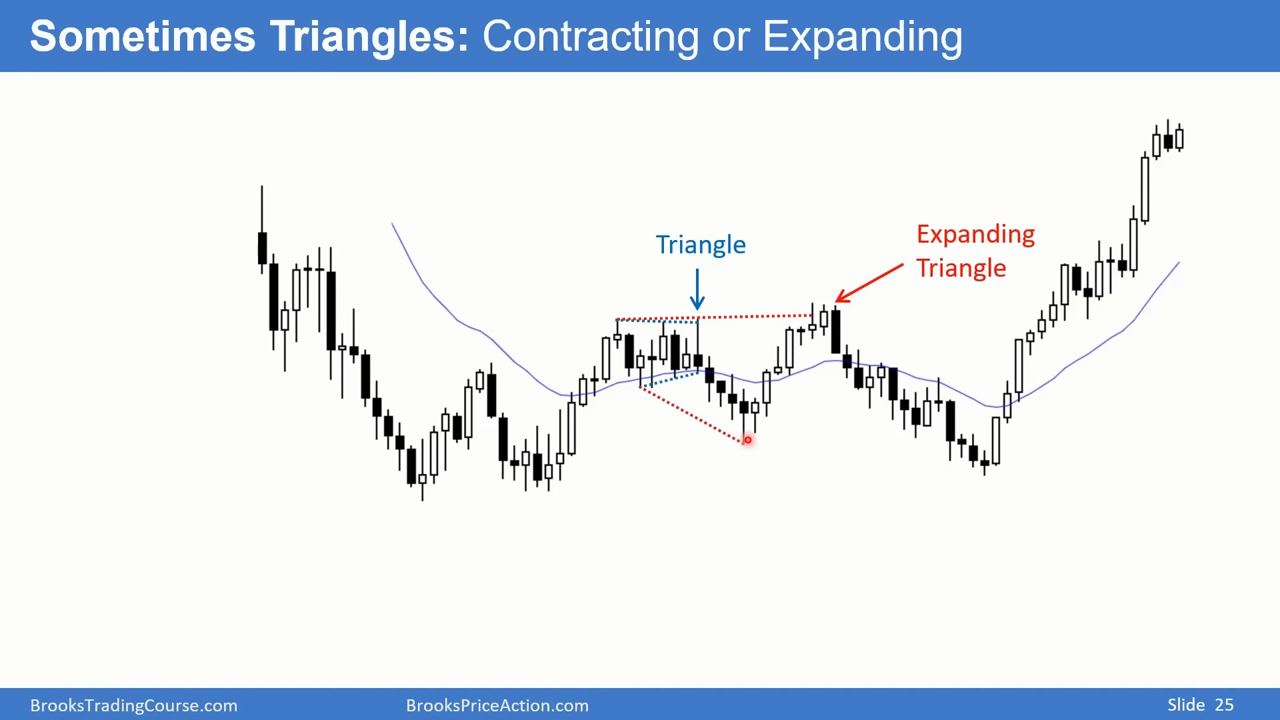 Sometimes Triangles: Contracting or Expanding
Triangle
Expanding
Triangle
BrooksTradingCourse.com
BrooksPriceAction.com
Slide 25